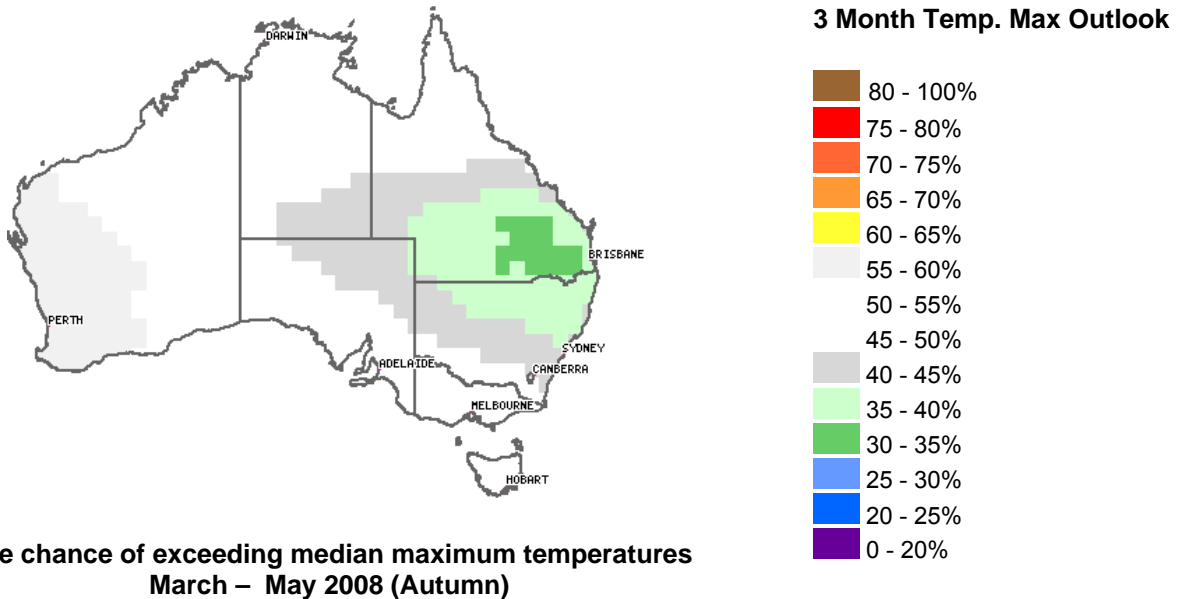 3 Month Temp. Max Outlook
DARWIN
80 - 100%
75 - 80%
70 - 75%
65 - 70%
60 - 65%
BRISBANE
55 - 60%
50 - 55%
PERTH
45 - 50%
SYDNEY
ADELAIDE
CANBERRA
40 - 45%
35 - 40%
MELBOURNE
30 - 35%
25 - 30%
HOBART
20 - 25%
0 - 20%
e chance of exceeding median maximum temperatures
March – May 2008 (Autumn)